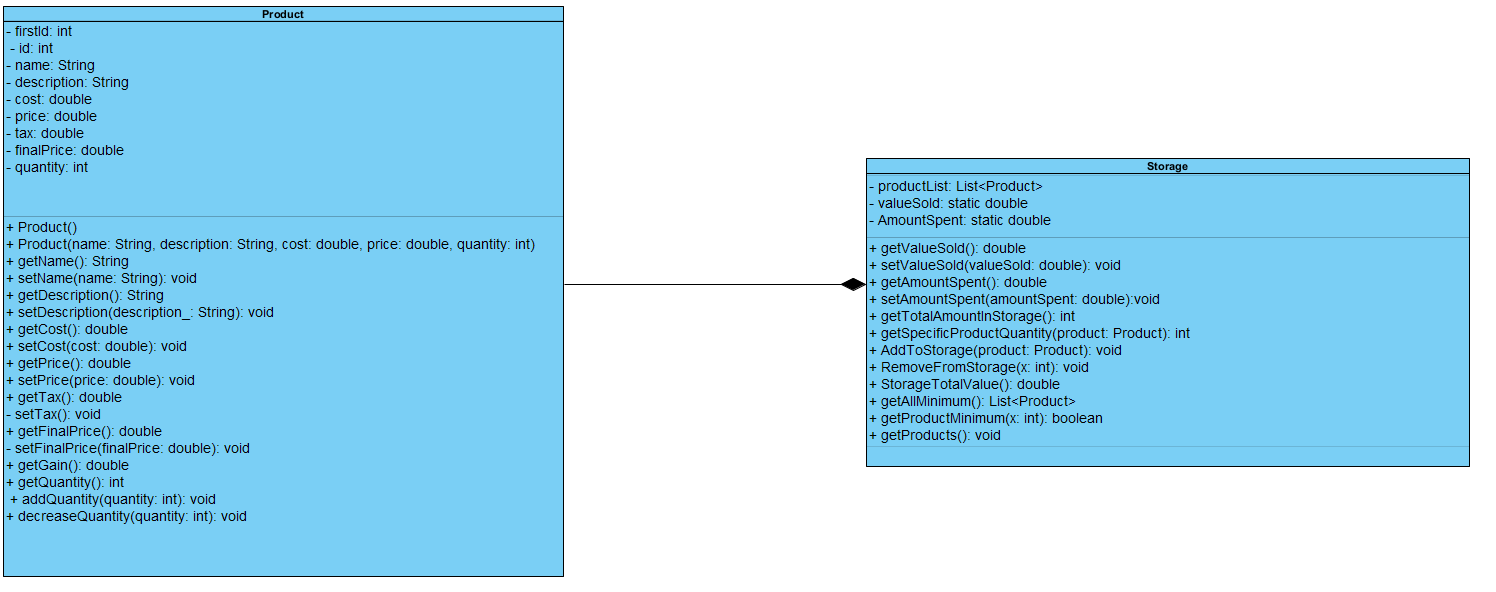 Product
- firstId: int
- id: int
- name: String
- description: String
- cost: double
- price: double
- tax: double
- finalPrice: double
- quantity: int
+ Product()
+ Product(name: String, description: String, cost: double, price: double, quantity: int)
+ getName(): String
+ setName(name: String): void
+ getDescription(): String
+ setDescription(description_: String): void
+ getCost(): double
+ setCost(cost: double): void
+ getPrice(): double
+ setPrice(price: double): void
+ getTax(): double
- setTax(): void
+ getFinalPrice(): double
- setFinalPrice(finalPrice: double): void
+ getGain(): double
+ getQuantity(): int
+ addQuantity(quantity: int): void
+ decreaseQuantity(quantity: int): void
Storage
- productList: List<Product>
- valueSold: static double
- AmountSpent: static double
+ getValueSold(): double
+ setValueSold(valueSold: double): void
+ getAmountSpent(): double
+ setAmountSpent(amountSpent: double):void
+ getTotalAmountInStorage(): int
+ getSpecificProductQuantity(product: Product): int
+ AddToStorage(product: Product): void
+ RemoveFromStorage(x: int): void
+ StorageTotalValue(): double
+ getAllMinimum(): List<Product>
+ getProductMinimum(x: int): boolean
+ getProducts(): void